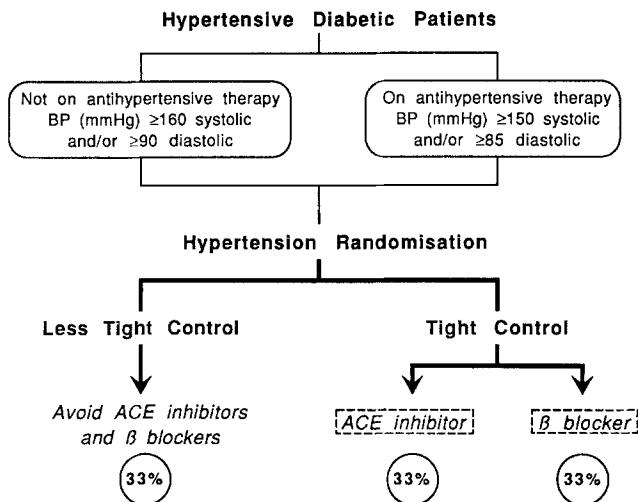 Hypertensive Diabetic Patients
Not on antihypertensive therapy
BP (mmHg) ≥160 systolic
and/or ≥90 diastolic
On antihypertensive therapy
BP (mmHg) ≥150 systolic
and/or ≥85 diastolic
Hypertension Randomisation
Less Tight Control
Tight Control
Avoid ACE inhibitors
and ß blockers
ACE inhibitor
ß blocker
33%
33%
33%